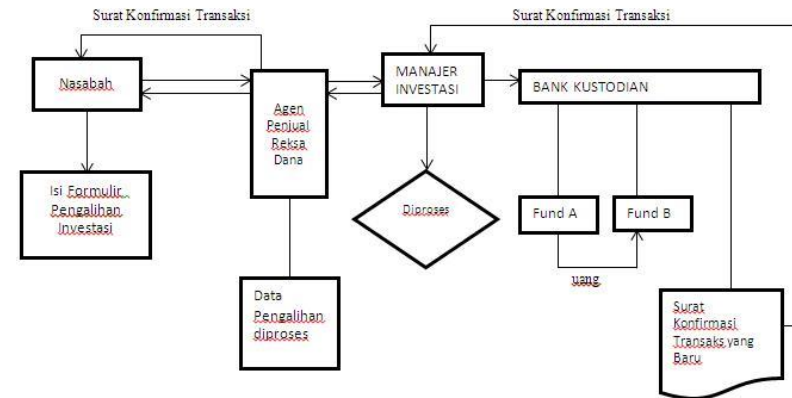 Surat Konfirmasi Transaksi
Surat Konfirmasi Transaksi
Nasabah
Agen
Penjual
Reksa
Dana
MANAJER
INVESTASI
BANK KUSTODIAN
Isi Formulir
Pengalihan
Investasi
Diproses
Fund A
Fund B
uang
Data
Pengalihan
diproses
Surat
Konfirmasi
Transaks yang
Baru